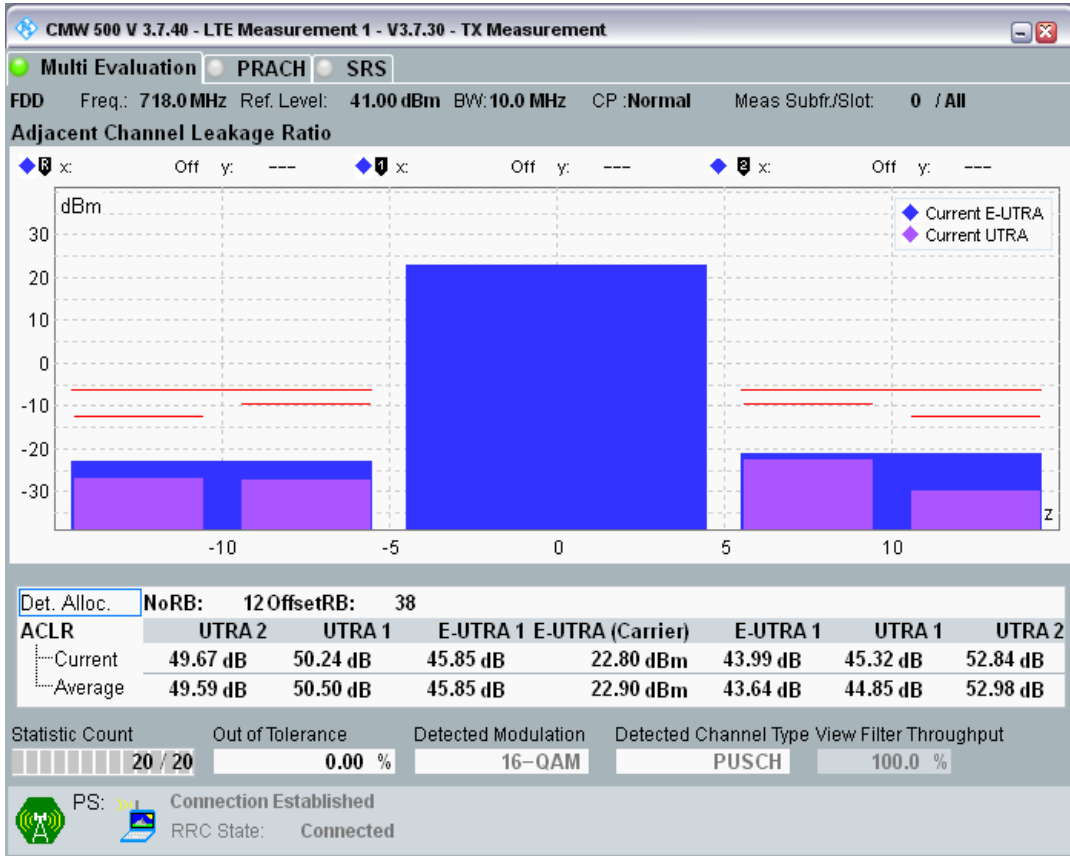 CMW 500 V 3.7.40 - LTE Measurement 1 - V3.7.30 - TX Measurement
Multi Evaluation PRACH SRS
FDD Freq.: 718.0 MHz Ref. Level: 41.00 dBm BW: 10.0 MHz CP :Normal Meas Subfr./Slot: 0 / All
Adjacent Channel Leakage Ratio
R x: Off y: --- 1 x: Off y: --- 2 x: Off y: ---
dBm
Current E-UTRA
Current UTRA
30
20
10
0
-10
-20
-30
z
-10 -5 0 5 10
Det. Alloc. NoRB: 12 OffsetRB: 38
ACLR UTRA 2 UTRA 1 E-UTRA 1 E-UTRA (Carrier) E-UTRA 1 UTRA 1 UTRA 2
Current 49.67 dB 50.24 dB 45.85 dB 22.80 dBm 43.99 dB 45.32 dB 52.84 dB
Average 49.59 dB 50.50 dB 45.85 dB 22.90 dBm 43.64 dB 44.85 dB 52.98 dB
Statistic Count Out of Tolerance Detected Modulation Detected Channel Type View Filter Throughput
20 / 20 0.00 % 16-QAM PUSCH 100.0 %
PS: Connection Established
RRC State: Connected